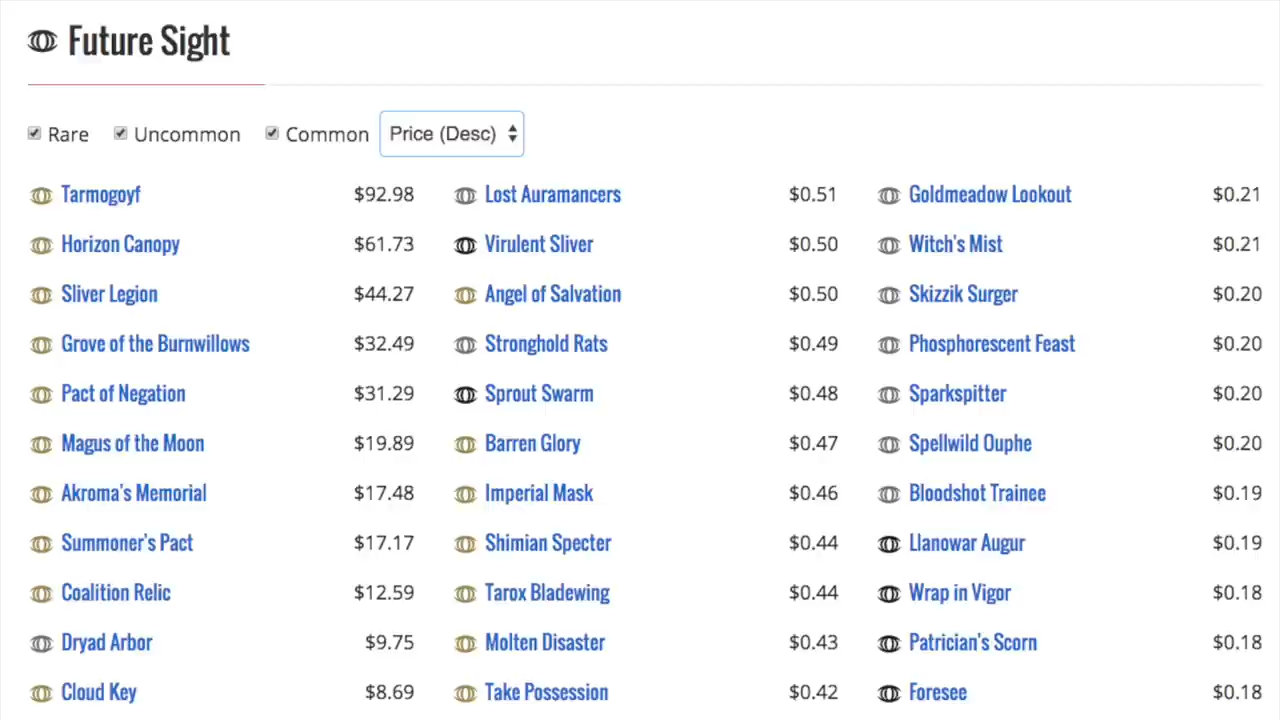 Future Sight
Rare Uncommon Common Price (Desc)
Tarmogoyf $92.98 Lost Auramancers $0.51 Goldmeadow Lookout $0.21
Horizon Canopy $61.73 Virulent Sliver $0.50 Witch's Mist $0.21
Sliver Legion $44.27 Angel of Salvation $0.50 Skizzik Surger $0.20
Grove of the Burnwillows $32.49 Stronghold Rats $0.49 Phosphorescent Feast $0.20
Pact of Negation $31.29 Sprout Swarm $0.48 Sparkspitter $0.20
Magus of the Moon $19.89 Barren Glory $0.47 Spellwild Ouphe $0.20
Akroma's Memorial $17.48 Imperial Mask $0.46 Bloodshot Trainee $0.19
Summoner's Pact $17.17 Shimian Specter $0.44 Llanowar Augur $0.19
Coalition Relic $12.59 Tarox Bladewing $0.44 Wrap in Vigor $0.18
Dryad Arbor $9.75 Molten Disaster $0.43 Patrician's Scorn $0.18
Cloud Key $8.69 Take Possession $0.42 Foresee $0.18